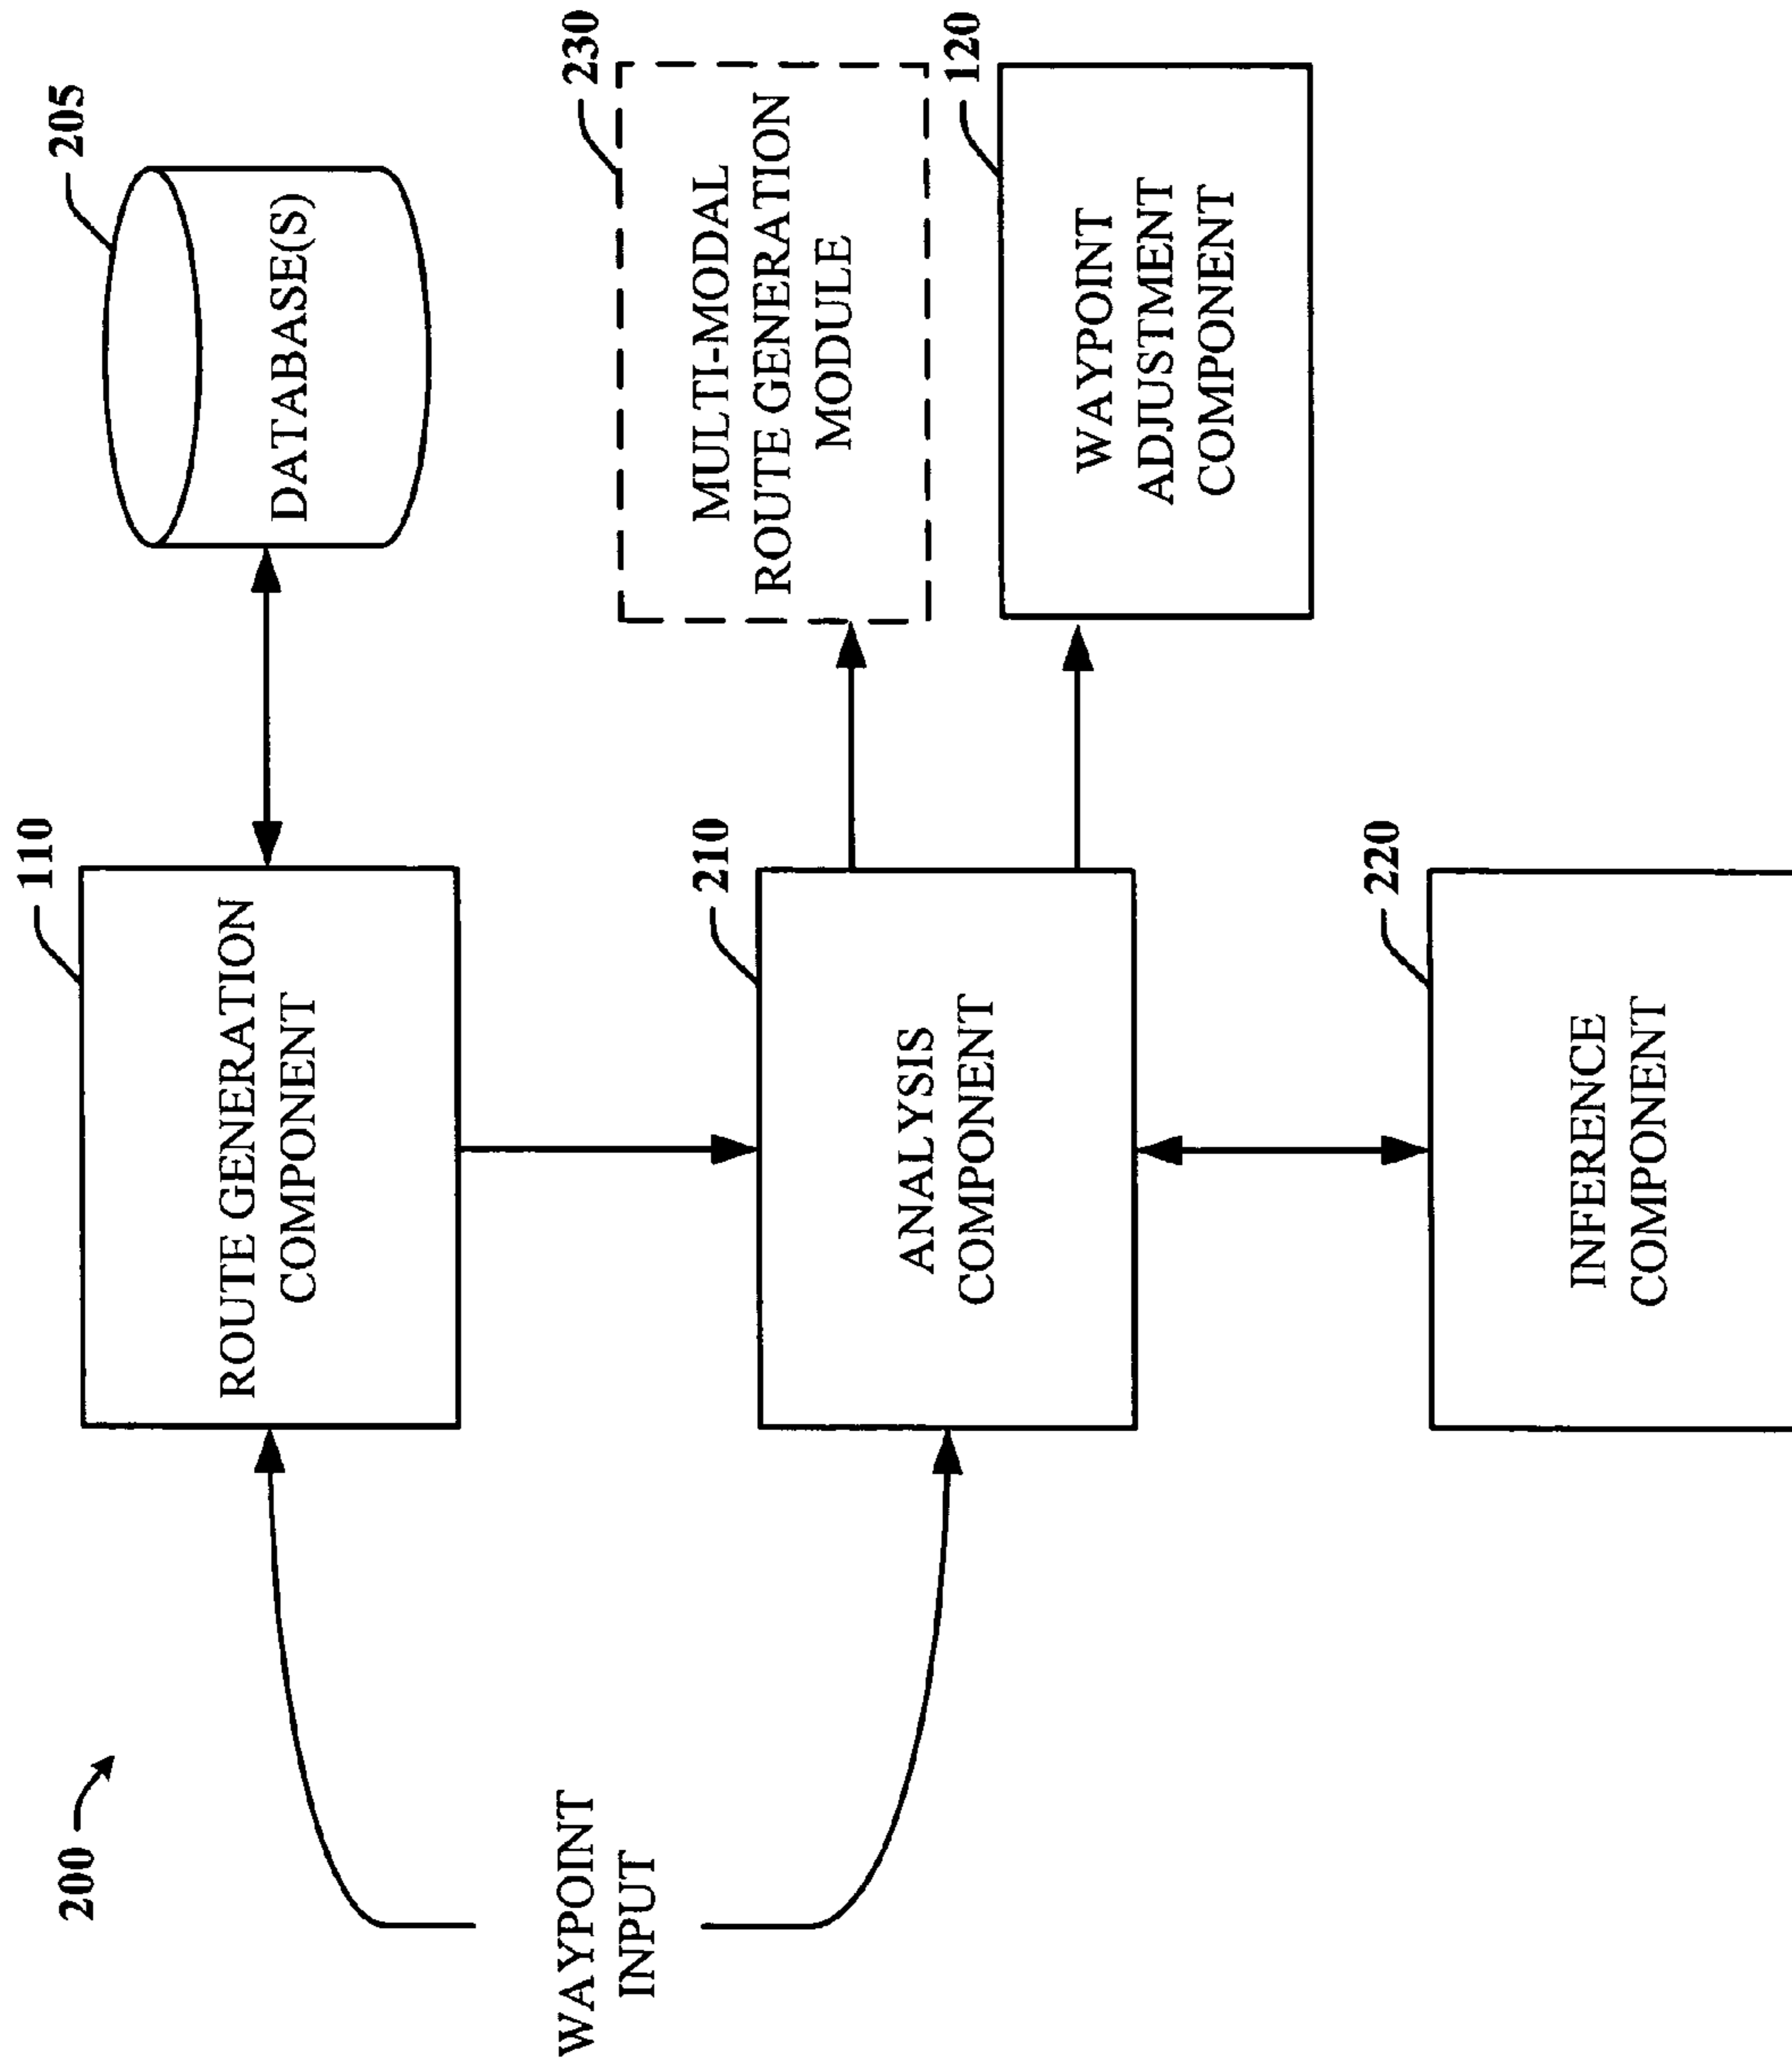 200
110
205
ROUTE GENERATION
COMPONENT
DATABASE(S)
WAYPOINT
INPUT
230
MULTI-MODAL
ROUTE GENERATION
MODULE
210
ANALYSIS
COMPONENT
120
WAYPOINT
ADJUSTMENT
COMPONENT
220
INFERENCE
COMPONENT